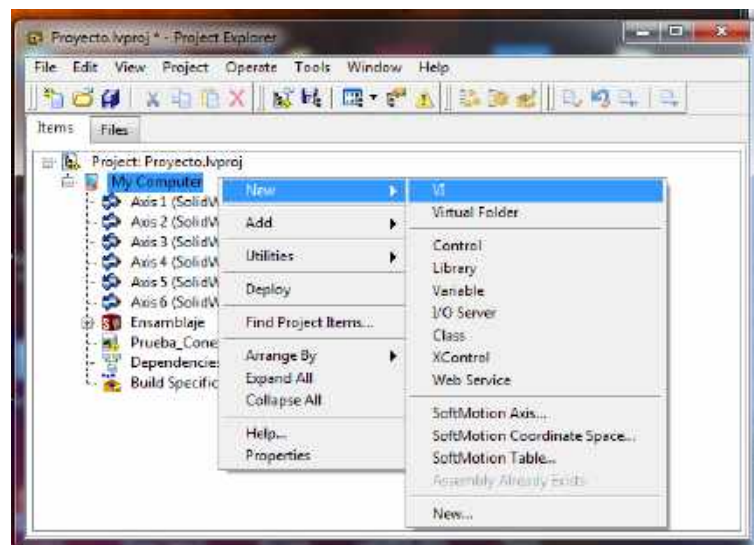 Proyecto.lvproj * - Project Explorer
File Edit View Project Operate Tools Window Help
Items Files
Project: Proyecto.lvproj
My Computer
Axis 1 (SolidW
Axis 2 (SolidW
Axis 3 (SolidW
Axis 4 (SolidW
Axis 5 (SolidW
Axis 6 (SolidW
Ensamblaje
Prueba_Cone
Dependencie
Build Specific
New
Add
Utilities
Deploy
Find Project Items...
Arrange By
Expand All
Collapse All
Help...
Properties
VI
Virtual Folder
Control
Library
Variable
I/O Server
Class
XControl
Web Service
SoftMotion Axis...
SoftMotion Coordinate Space...
SoftMotion Table...
Assembly Already Exists
New...